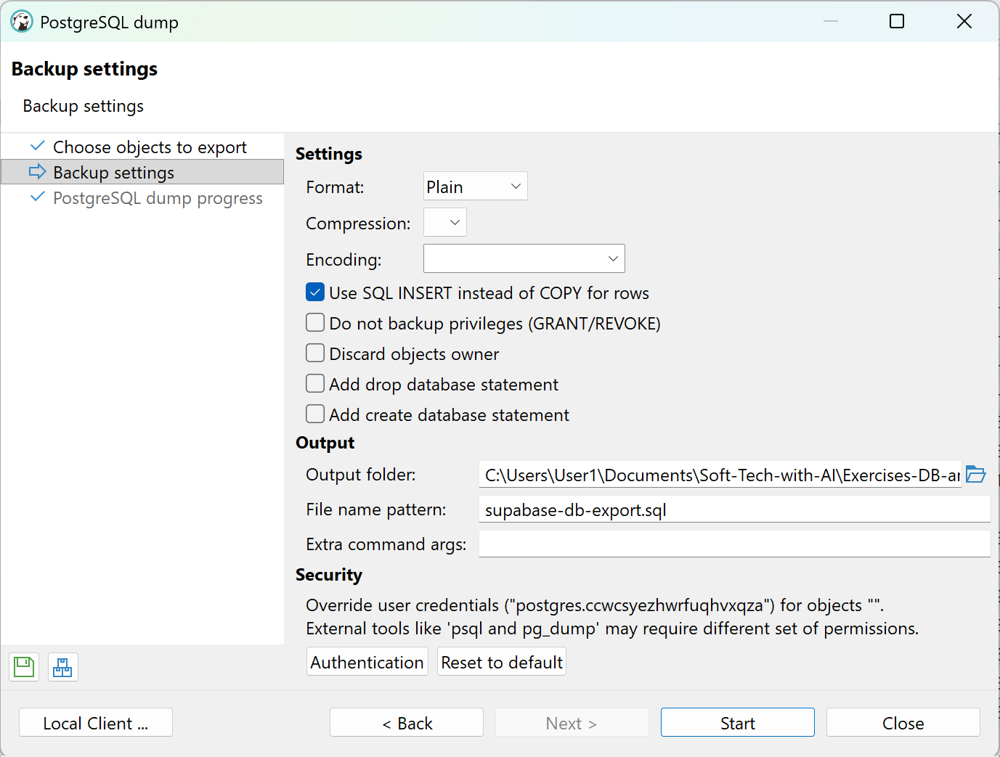 PostgreSQL dump
Backup settings
Backup settings
Choose objects to export
Backup settings
PostgreSQL dump progress
Settings
Format: Plain
Compression:
Encoding:
Use SQL INSERT instead of COPY for rows
Do not backup privileges (GRANT/REVOKE)
Discard objects owner
Add drop database statement
Add create database statement
Output
Output folder: C:\Users\User1\Documents\Soft-Tech-with-AI\Exercises-DB-ar
File name pattern: supabase-db-export.sql
Extra command args:
Security
Override user credentials ("postgres.ccwcsyezhwrfuqhvxqza") for objects "".
External tools like 'psql and pg_dump' may require different set of permissions.
Authentication Reset to default
Local Client ... < Back Next > Start Close